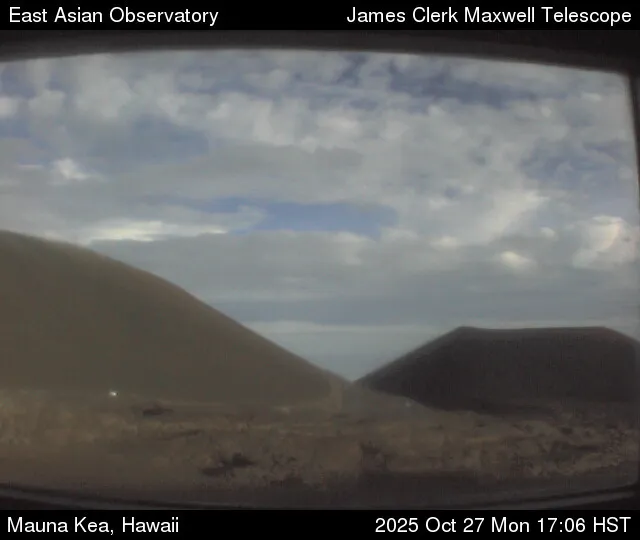 East Asian Observatory
James Clerk Maxwell Telescope
Mauna Kea, Hawaii
2025 Oct 27 Mon 17:06 HST